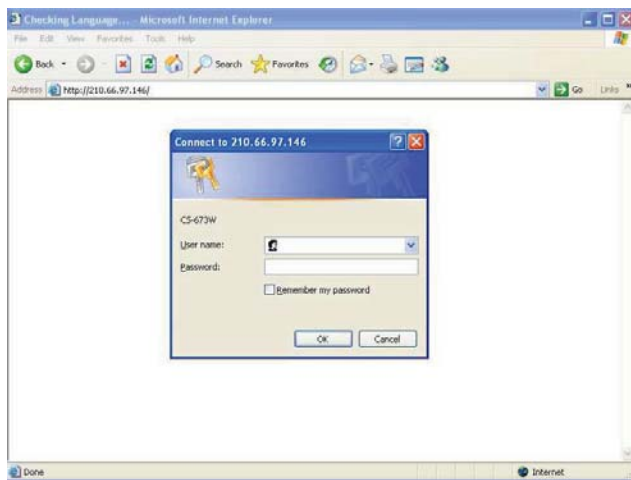 Checking Language... - Microsoft Internet Explorer
File Edit View Favorites Tools Help
Back Search Favorites
Address http://210.66.97.146/ Go Links »
Connect to 210.66.97.146
CS-673W
User name:
Password:
Remember my password
OK Cancel
Done Internet